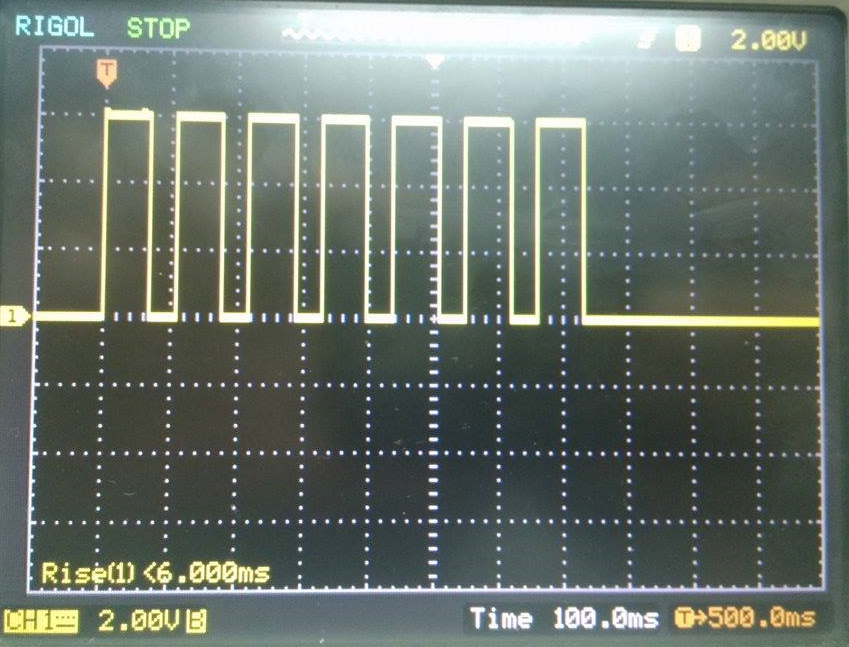 RIGOL STOP 2.00V
T
1
Rise(1) <6.000ms
CH1 2.00V B Time 100.0ms T→500.0ms